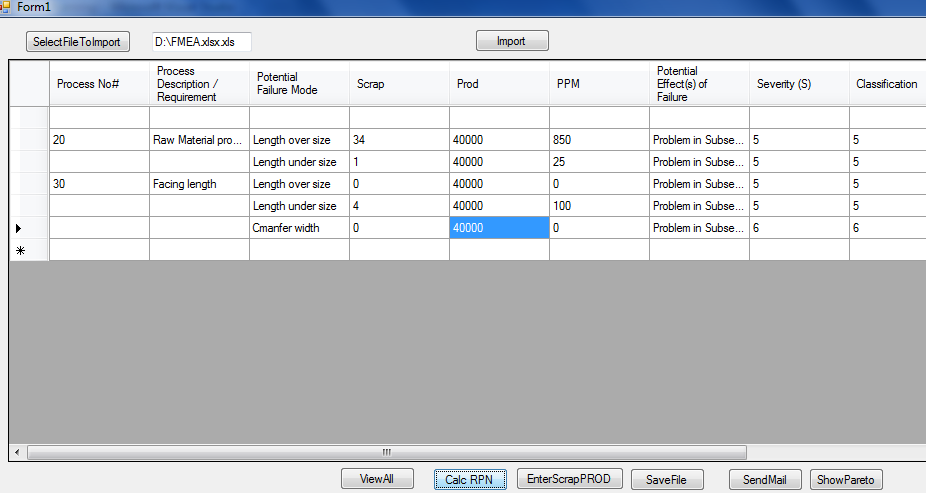 Form1
SelectFileToImport D:\FMEA.xlsx.xls Import
Process No# Process Description / Requirement Potential Failure Mode Scrap Prod PPM Potential Effect(s) of Failure Severity (S) Classification
20 Raw Material pro... Length over size 34 40000 850 Problem in Subse... 5 5
Length under size 1 40000 25 Problem in Subse... 5 5
30 Facing length Length over size 0 40000 0 Problem in Subse... 5 5
Length under size 4 40000 100 Problem in Subse... 5 5
Cmanfer width 0 40000 0 Problem in Subse... 6 6
ViewAll Calc RPN EnterScrapPROD SaveFile SendMail ShowPareto